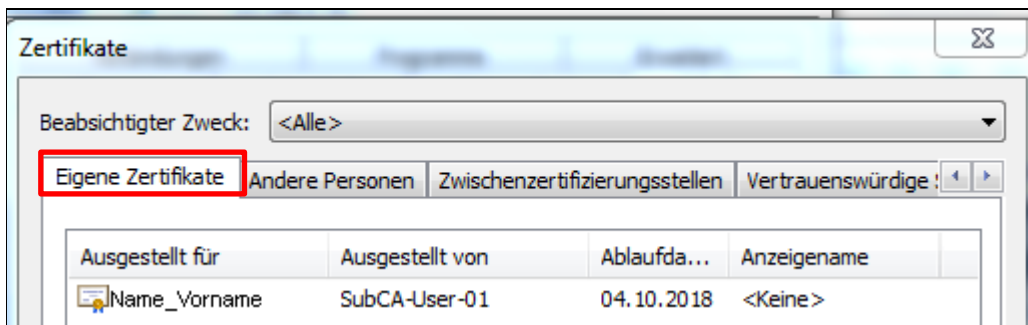 Zertifikate
Beabsichtigter Zweck: <Alle>
Eigene Zertifikate Andere Personen Zwischenzertifizierungsstellen Vertrauenswürdige
Ausgestellt für Ausgestellt von Ablaufda... Anzeigename
Name_Vorname SubCA-User-01 04.10.2018 <Keine>